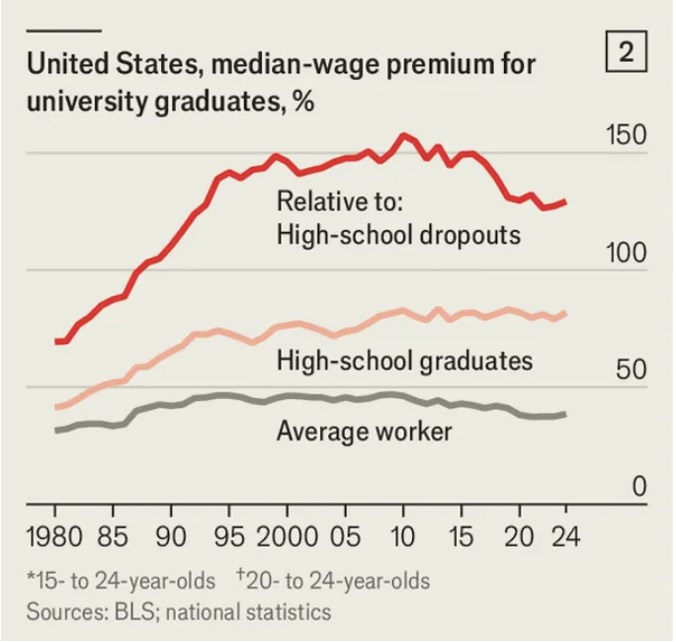 2
United States, median-wage premium for
university graduates, %
150
Relative to:
High-school dropouts
100
High-school graduates
50
Average worker
0
1980 85 90 95 2000 05 10 15 20 24
*15- to 24-year-olds †20- to 24-year-olds
Sources: BLS; national statistics